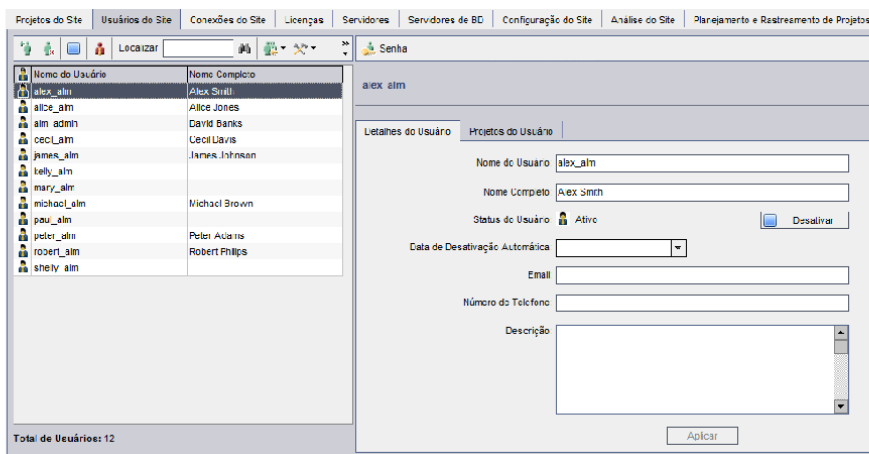 Projetos do Site Usuários do Site Conexões do Site Licenças Servidores Servidores de BD Configuração do Site Análise do Site Planejamento e Rastreamento de Projetos
Localizar
Senha
Nome do Usuário Nome Completo
alex_alm Alex Smith
alice_alm Alice Jones
alm_admin David Banks
cecil_alm Cecil Davis
james_alm James Johnson
kelly_alm
mary_alm
michael_alm Michael Brown
paul_alm
peter_alm Peter Adams
robert_alm Robert Philips
shelly_alm
Total de Usuários: 12
alex_alm
Detalhes do Usuário Projetos do Usuário
Nome do Usuário alex_alm
Nome Completo Alex Smith
Status do Usuário Ativo Desativar
Data de Desativação Automática
Email
Número do Telefone
Descrição
Aplicar